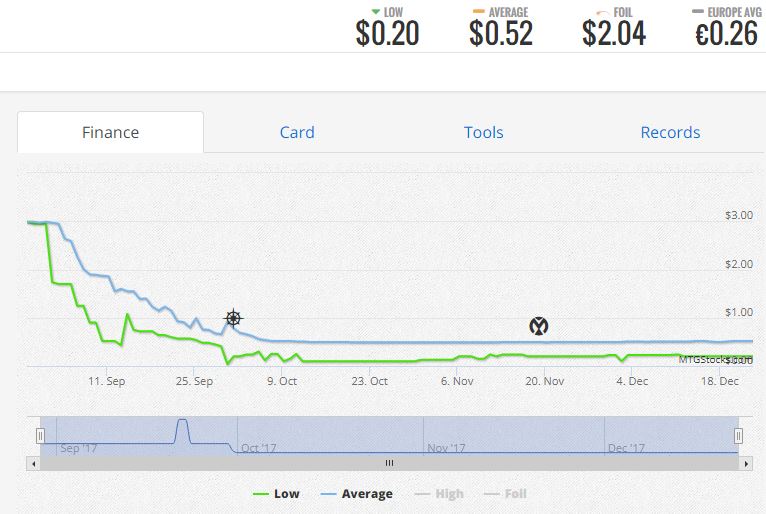 LOW AVERAGE FOIL EUROPE AVG
$0.20 $0.52 $2.04 €0.26
Finance Card Tools Records
$3.00
$2.00
$1.00
$0.00
MTGStocks.com
11. Sep 25. Sep 9. Oct 23. Oct 6. Nov 20. Nov 4. Dec 18. Dec
Sep '17 Oct '17 Nov '17 Dec '17
Low Average High Foil